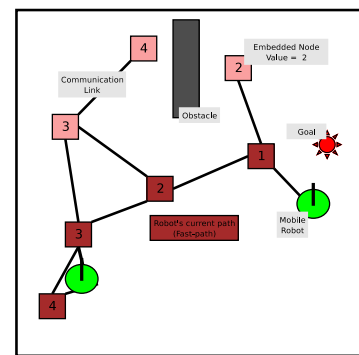 4
Embedded Node
Value = 2
2
Communication
Link
Obstacle
3
Goal
1
2
Robot's current path
(Fast-path)
Mobile
Robot
3
4